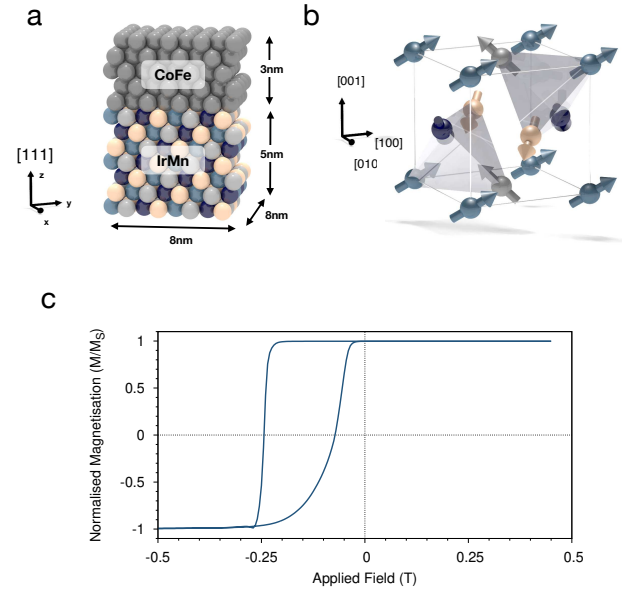 a
CoFe
IrMn
3nm
5nm
8nm
8nm
[111]
z
y
x
b
[001]
[100]
[010
c
Normalised Magnetisation (M/MS)
1
0.5
0
-0.5
-1
-0.5
-0.25
0
0.25
0.5
Applied Field (T)